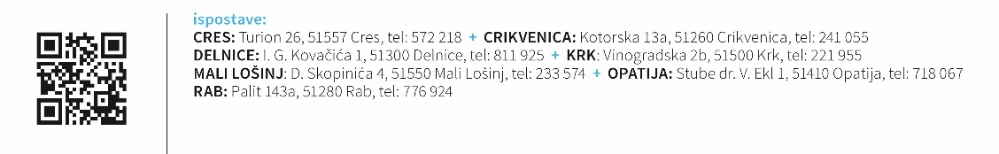 ispostave:
CRES: Turion 26, 51557 Cres, tel: 572 218 + CRIKVENICA: Kotorska 13a, 51260 Crikvenica, tel: 241 055
DELNICE: I. G. Kovačića 1, 51300 Delnice, tel: 811 925 + KRK: Vinogradska 2b, 51500 Krk, tel: 221 955
MALI LOŠINJ: D. Skopinića 4, 51550 Mali Lošinj, tel: 233 574 + OPATIJA: Stube dr. V. Ekl 1, 51410 Opatija, tel: 718 067
RAB: Palit 143a, 51280 Rab, tel: 776 924